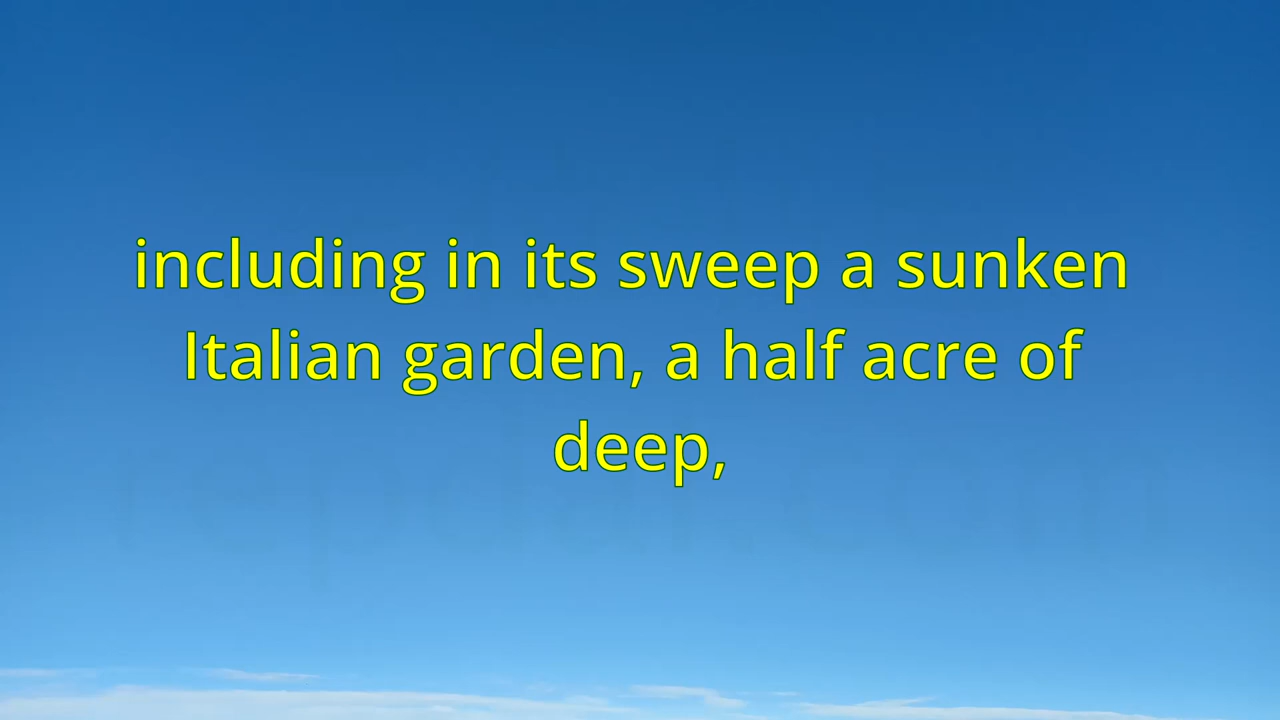 including in its sweep a sunken
Italian garden, a half acre of
deep,